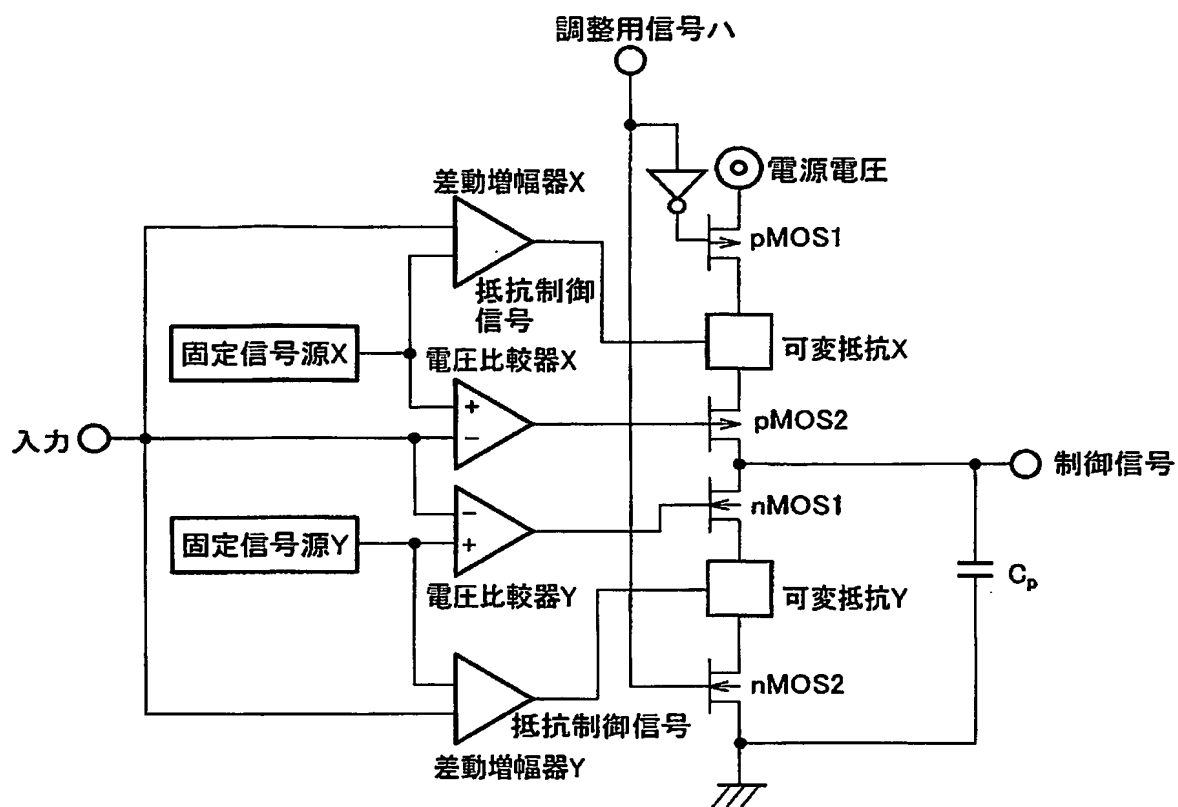 調整用信号ハ
電源電圧
差動増幅器X
pMOS1
抵抗制御
信号
固定信号源X
電圧比較器X
可変抵抗X
+
−
pMOS2
入力
制御信号
−
+
nMOS1
固定信号源Y
電圧比較器Y
可変抵抗Y
Cp
nMOS2
抵抗制御信号
差動増幅器Y